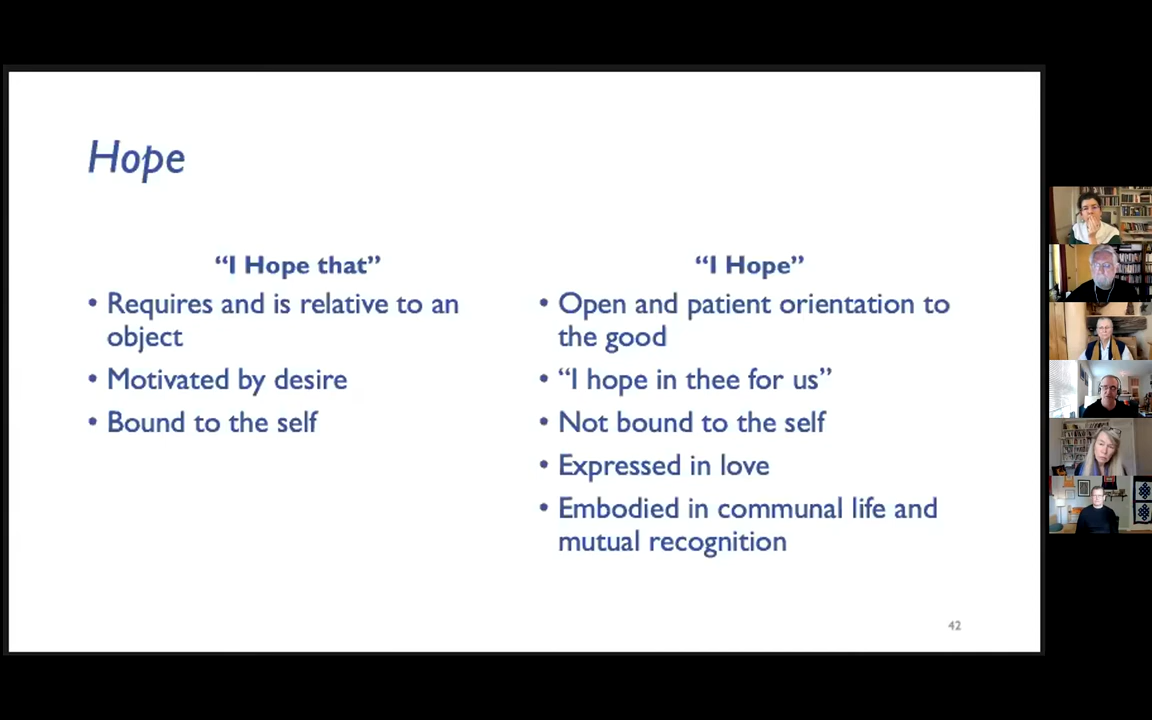 Hope
“I Hope that”
• Requires and is relative to an
object
• Motivated by desire
• Bound to the self
“I Hope”
• Open and patient orientation to
the good
• “I hope in thee for us”
• Not bound to the self
• Expressed in love
• Embodied in communal life and
mutual recognition
42